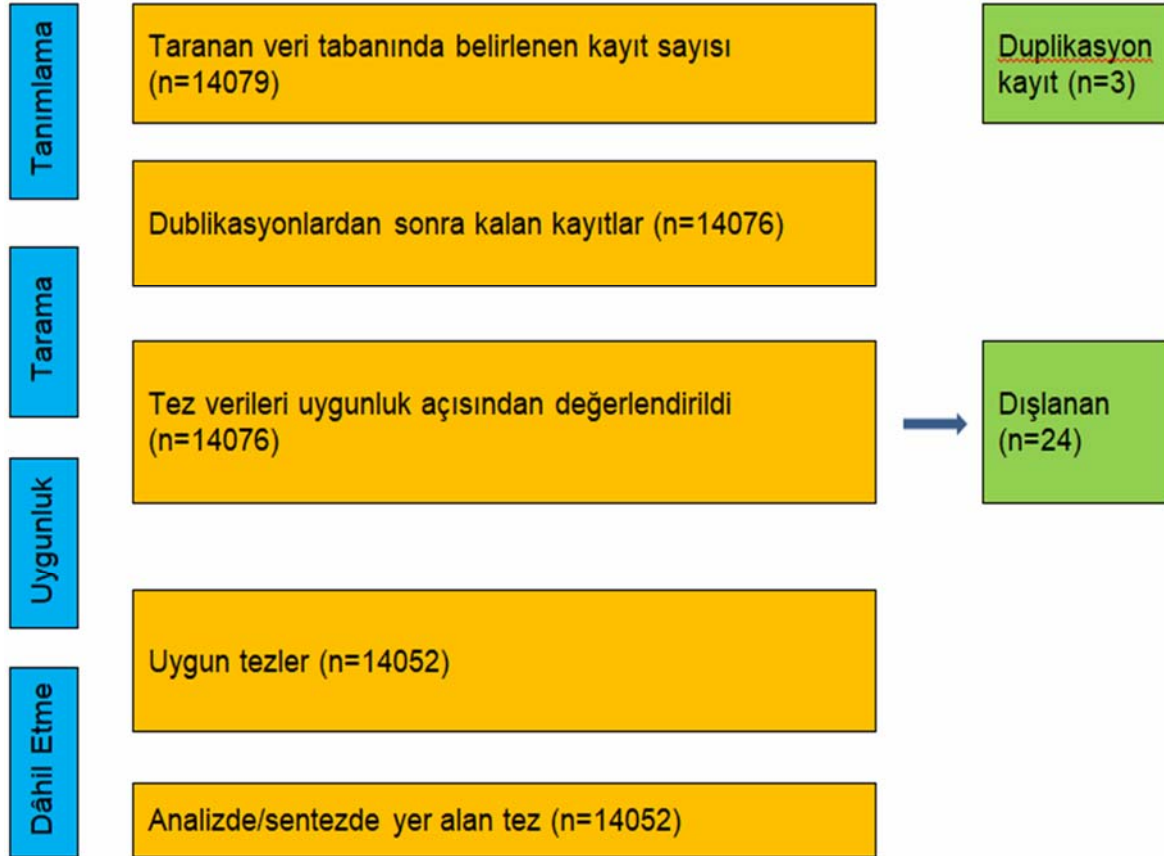 Tanımlama
Taranan veri tabanında belirlenen kayıt sayısı
(n=14079)
Duplikasyon
kayıt (n=3)
Dublikasyonlardan sonra kalan kayıtlar (n=14076)
Tarama
Tez verileri uygunluk açısından değerlendirildi
(n=14076)
Dışlanan
(n=24)
Uygunluk
Uygun tezler (n=14052)
Dâhil Etme
Analizde/sentezde yer alan tez (n=14052)